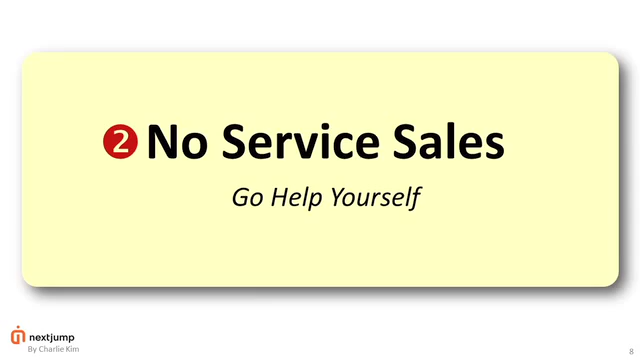 ❷ No Service Sales
Go Help Yourself
nextjump
By Charlie Kim
8